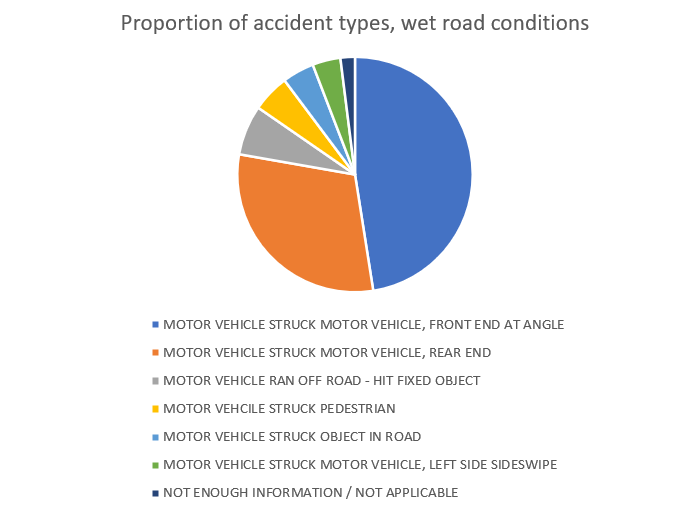 Proportion of accident types, wet road conditions
MOTOR VEHICLE STRUCK MOTOR VEHICLE, FRONT END AT ANGLE
MOTOR VEHICLE STRUCK MOTOR VEHICLE, REAR END
MOTOR VEHICLE RAN OFF ROAD - HIT FIXED OBJECT
MOTOR VEHCILE STRUCK PEDESTRIAN
MOTOR VEHICLE STRUCK OBJECT IN ROAD
MOTOR VEHICLE STRUCK MOTOR VEHICLE, LEFT SIDE SIDESWIPE
NOT ENOUGH INFORMATION / NOT APPLICABLE